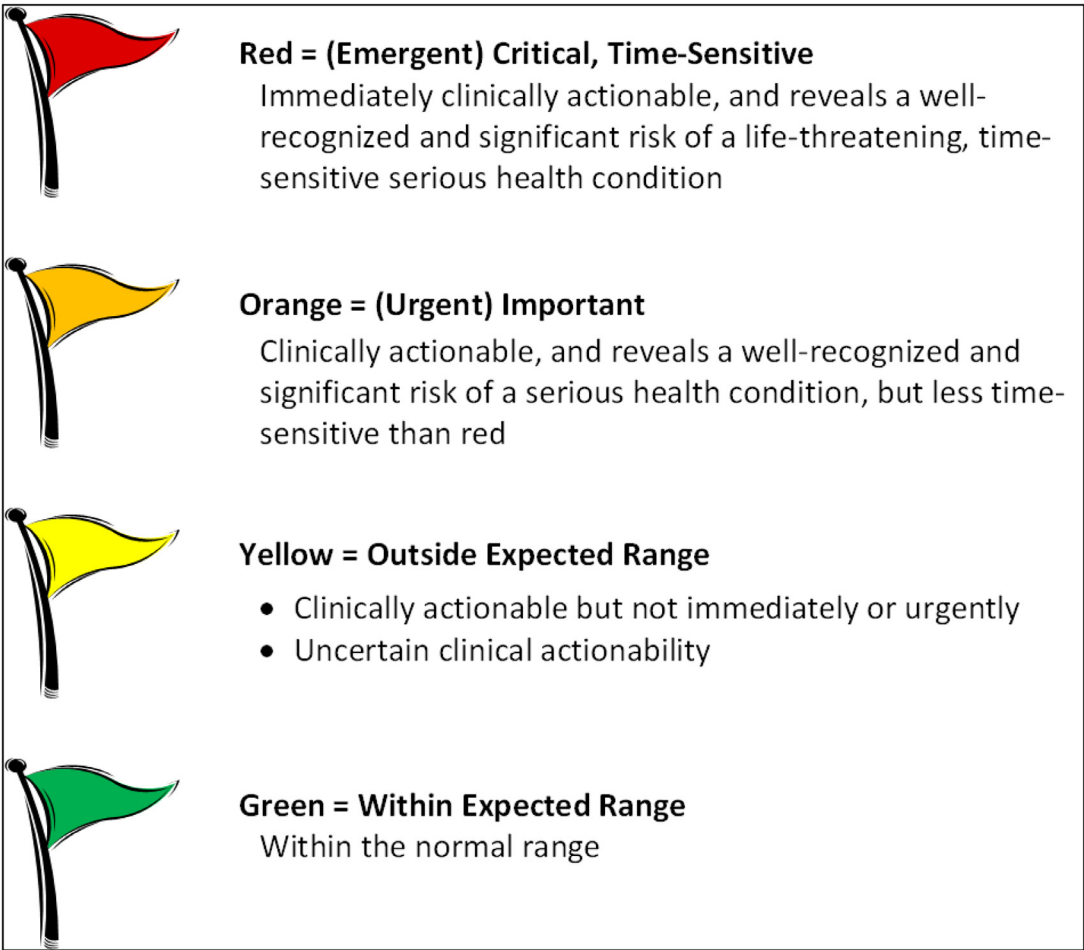 Red = (Emergent) Critical, Time-Sensitive
Immediately clinically actionable, and reveals a well-
recognized and significant risk of a life-threatening, time-
sensitive serious health condition
Orange = (Urgent) Important
Clinically actionable, and reveals a well-recognized and
significant risk of a serious health condition, but less time-
sensitive than red
Yellow = Outside Expected Range
• Clinically actionable but not immediately or urgently
• Uncertain clinical actionability
Green = Within Expected Range
Within the normal range